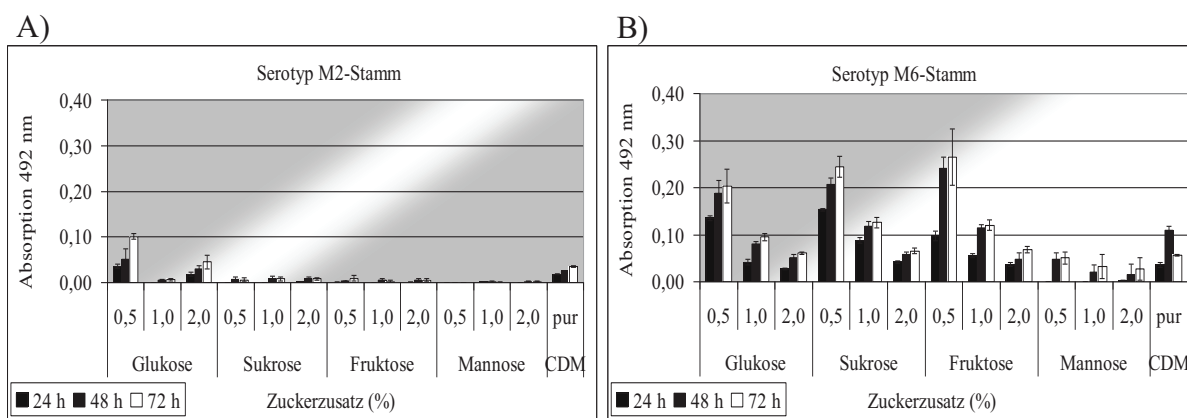 A)
Serotyp M2-Stamm
Absorption 492 nm
0,40
0,30
0,20
0,10
0,00
0,5 1,0 2,0 0,5 1,0 2,0 0,5 1,0 2,0 0,5 1,0 2,0 pur
Glukose Sukrose Fruktose Mannose CDM
24 h 48 h 72 h Zuckerzusatz (%)
B)
Serotyp M6-Stamm
Absorption 492 nm
0,40
0,30
0,20
0,10
0,00
0,5 1,0 2,0 0,5 1,0 2,0 0,5 1,0 2,0 0,5 1,0 2,0 pur
Glukose Sukrose Fruktose Mannose CDM
24 h 48 h 72 h Zuckerzusatz (%)